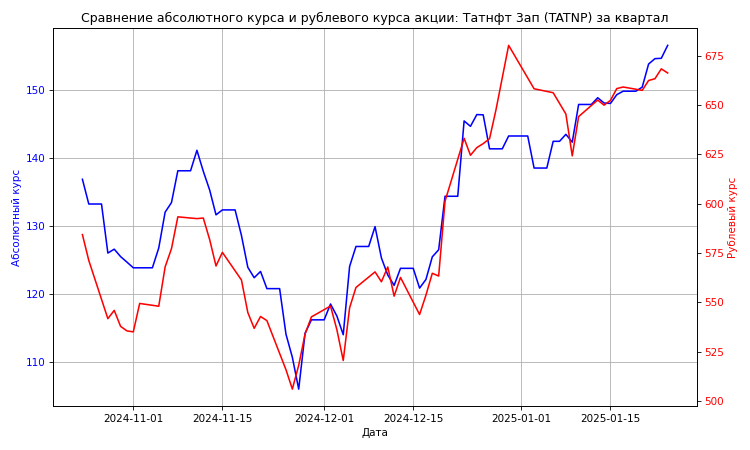 Сравнение абсолютного курса и рублевого курса акции: Татнфт 3ап (TATNP) за квартал
150
140
130
120
110
Абсолютный курс
675
650
625
600
575
550
525
500
Рублевый курс
2024-11-01 2024-11-15 2024-12-01 2024-12-15 2025-01-01 2025-01-15
Дата